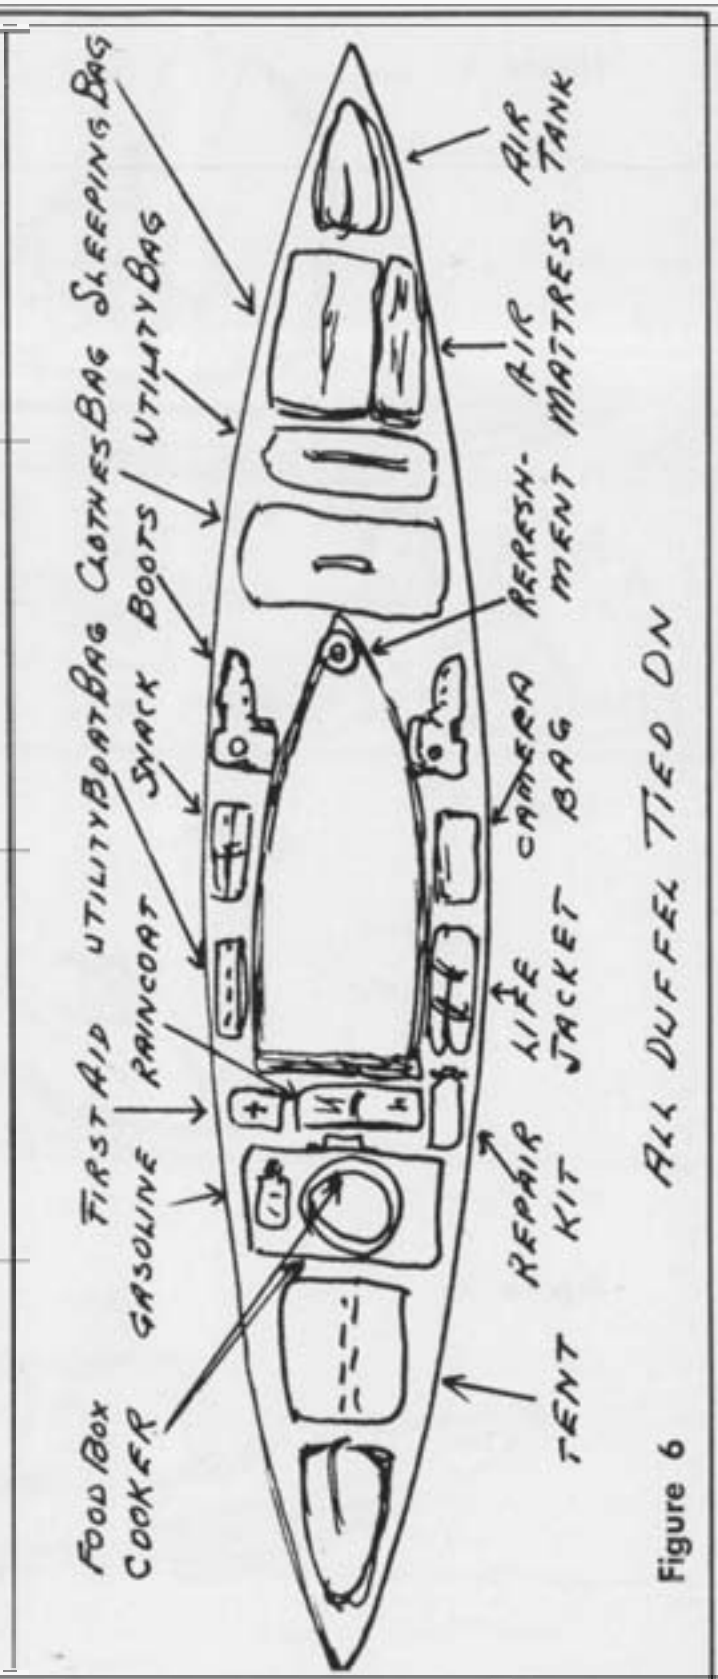 FOOD BOX
COOKER
GASOLINE
FIRST AID
RAINCOAT
UTILITY BOAT BAG
SNACK
BOOTS
CLOTHES BAG
UTILITY BAG
SLEEPING BAG
TENT
REPAIR
KIT
LIFE
JACKET
CAMERA
BAG
RERESH-
MENT
AIR
MATTRESS
AIR
TANK
ALL DUFFEL TIED ON
Figure 6